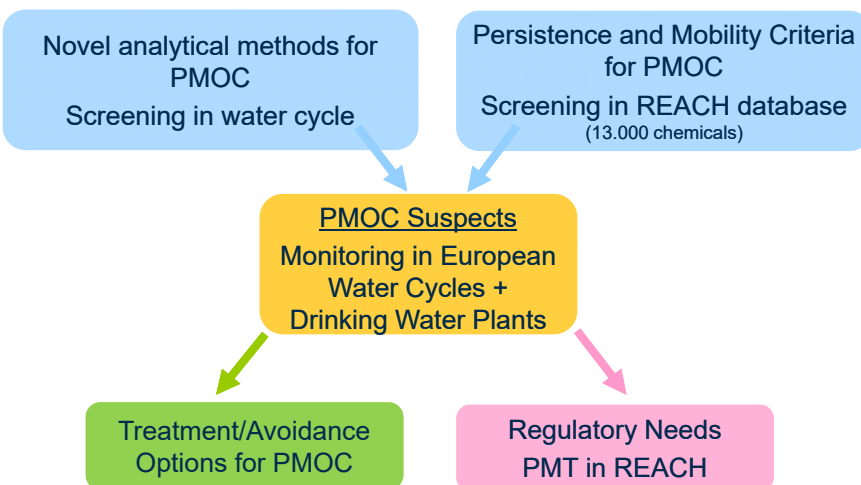 Novel analytical methods for
PMOC
Screening in water cycle
Persistence and Mobility Criteria
for PMOC
Screening in REACH database
(13.000 chemicals)
PMOC Suspects
Monitoring in European
Water Cycles +
Drinking Water Plants
Treatment/Avoidance
Options for PMOC
Regulatory Needs
PMT in REACH